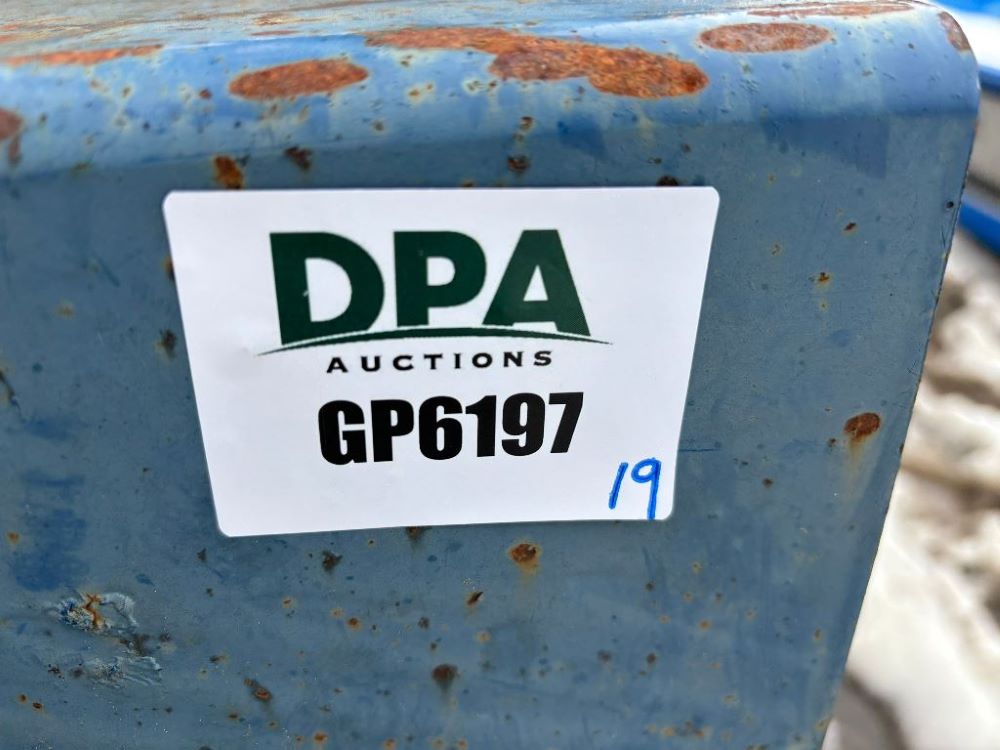 DPA
AUCTIONS
GP6197
19